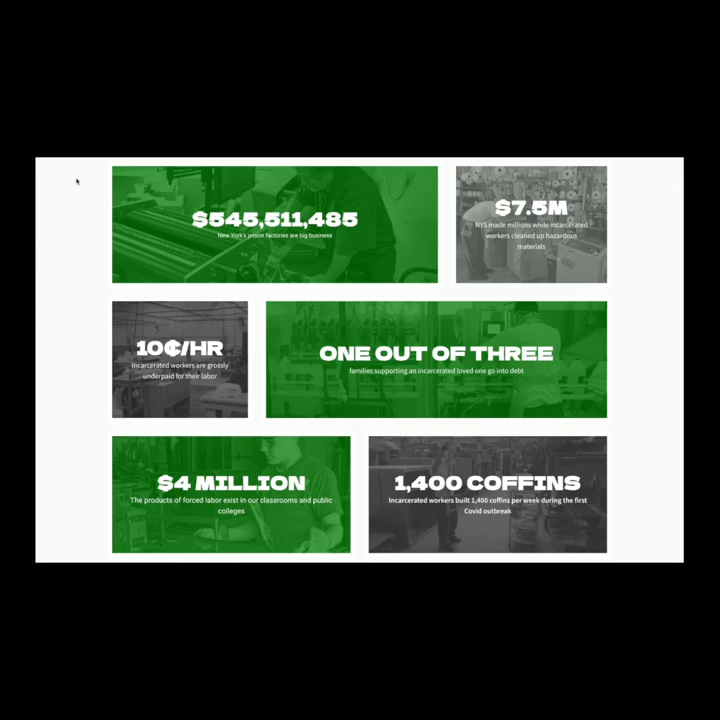 $545,511,485
New York's prison factories are big business
$7.5M
NYS made millions while incarcerated
workers cleaned up hazardous
materials
10¢/HR
Incarcerated workers are grossly
underpaid for their labor
ONE OUT OF THREE
families supporting an incarcerated loved one go into debt
$4 MILLION
The products of forced labor exist in our classrooms and public
colleges
1,400 COFFINS
Incarcerated workers built 1,400 coffins per week during the first
Covid outbreak